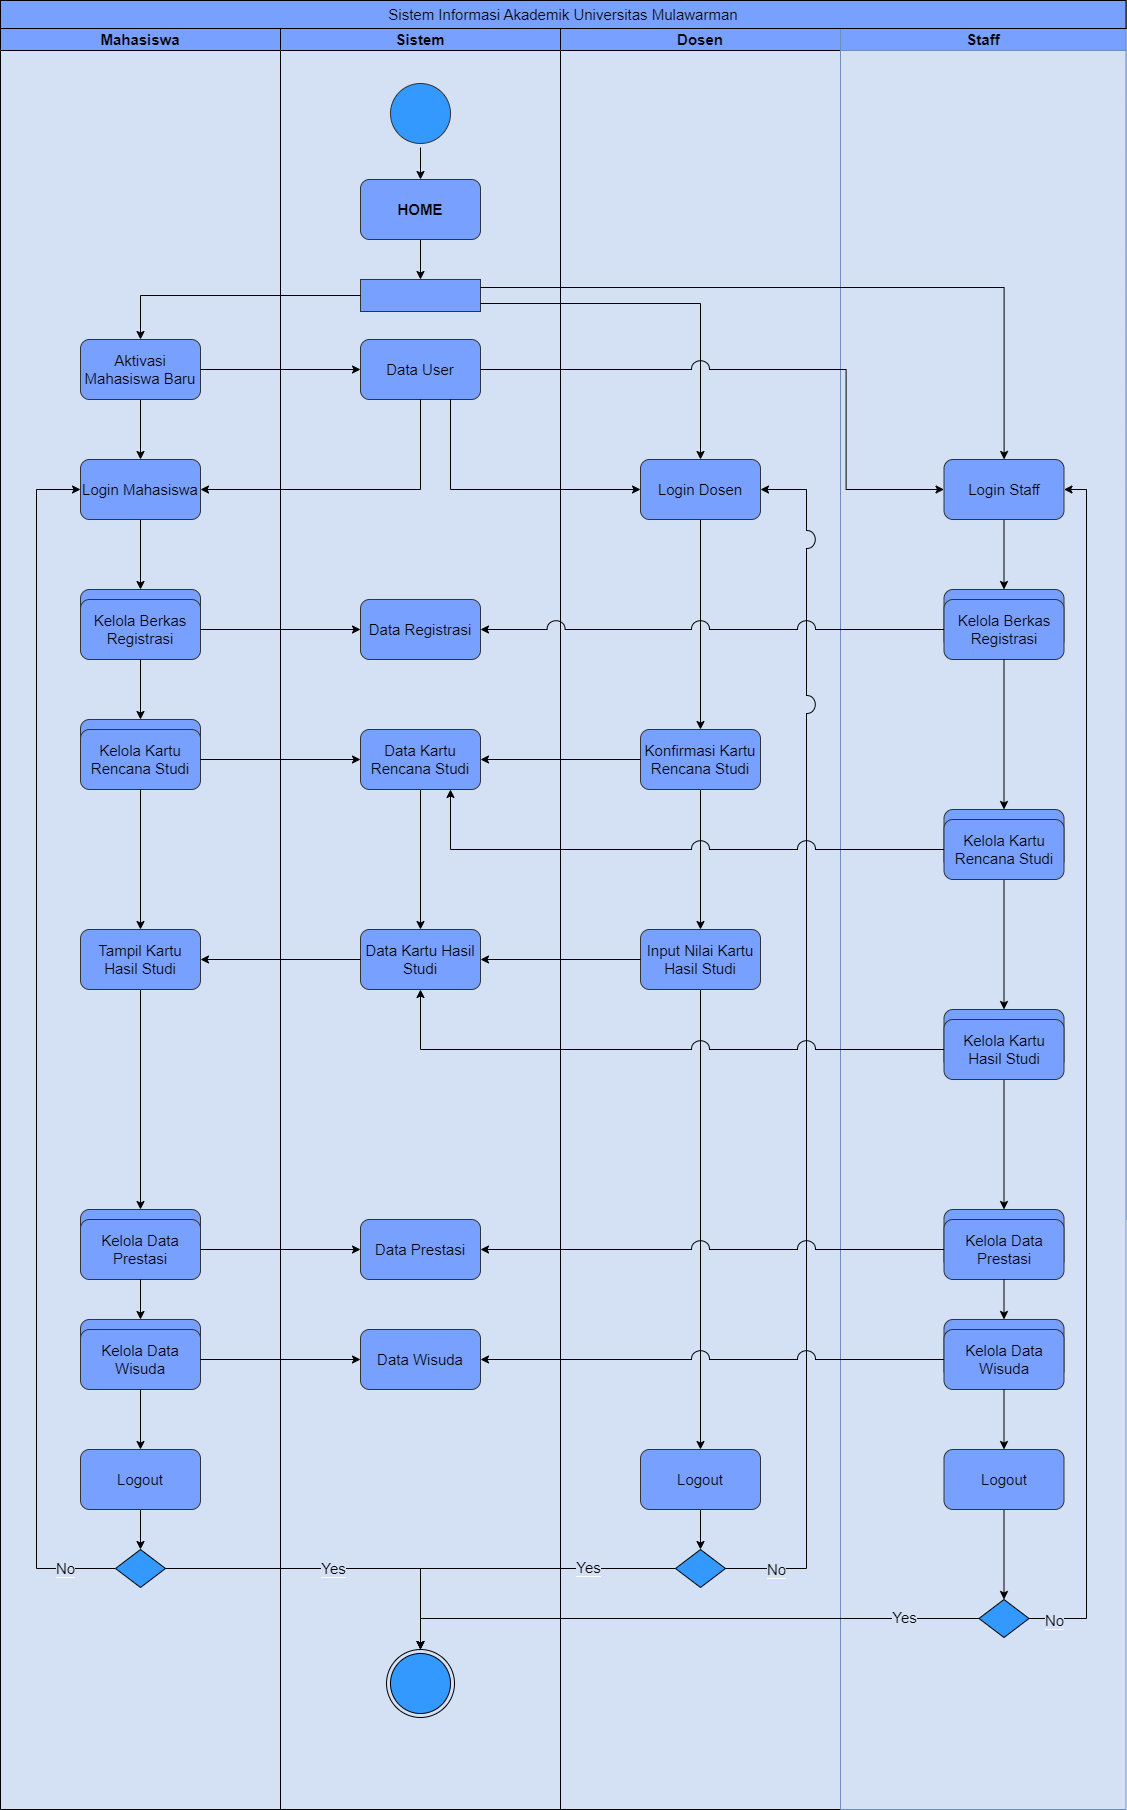 Sistem Informasi Akademik Universitas Mulawarman
Mahasiswa
Sistem
Dosen
Staff
HOME
Aktivasi
Mahasiswa Baru
Data User
Login Mahasiswa
Login Dosen
Login Staff
Kelola Berkas
Registrasi
Data Registrasi
Kelola Berkas
Registrasi
Kelola Kartu
Rencana Studi
Data Kartu
Rencana Studi
Konfirmasi Kartu
Rencana Studi
Kelola Kartu
Rencana Studi
Tampil Kartu
Hasil Studi
Data Kartu Hasil
Studi
Input Nilai Kartu
Hasil Studi
Kelola Kartu
Hasil Studi
Kelola Data
Prestasi
Data Prestasi
Kelola Data
Prestasi
Kelola Data
Wisuda
Data Wisuda
Kelola Data
Wisuda
Logout
Logout
Logout
No
Yes
Yes
No
Yes
No